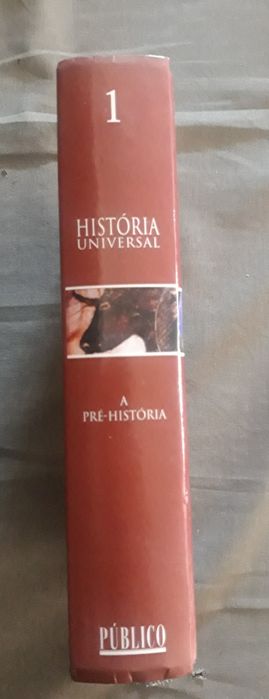 1
HISTÓRIA
UNIVERSAL
A
PRÉ-HISTÓRIA
PÚBLICO